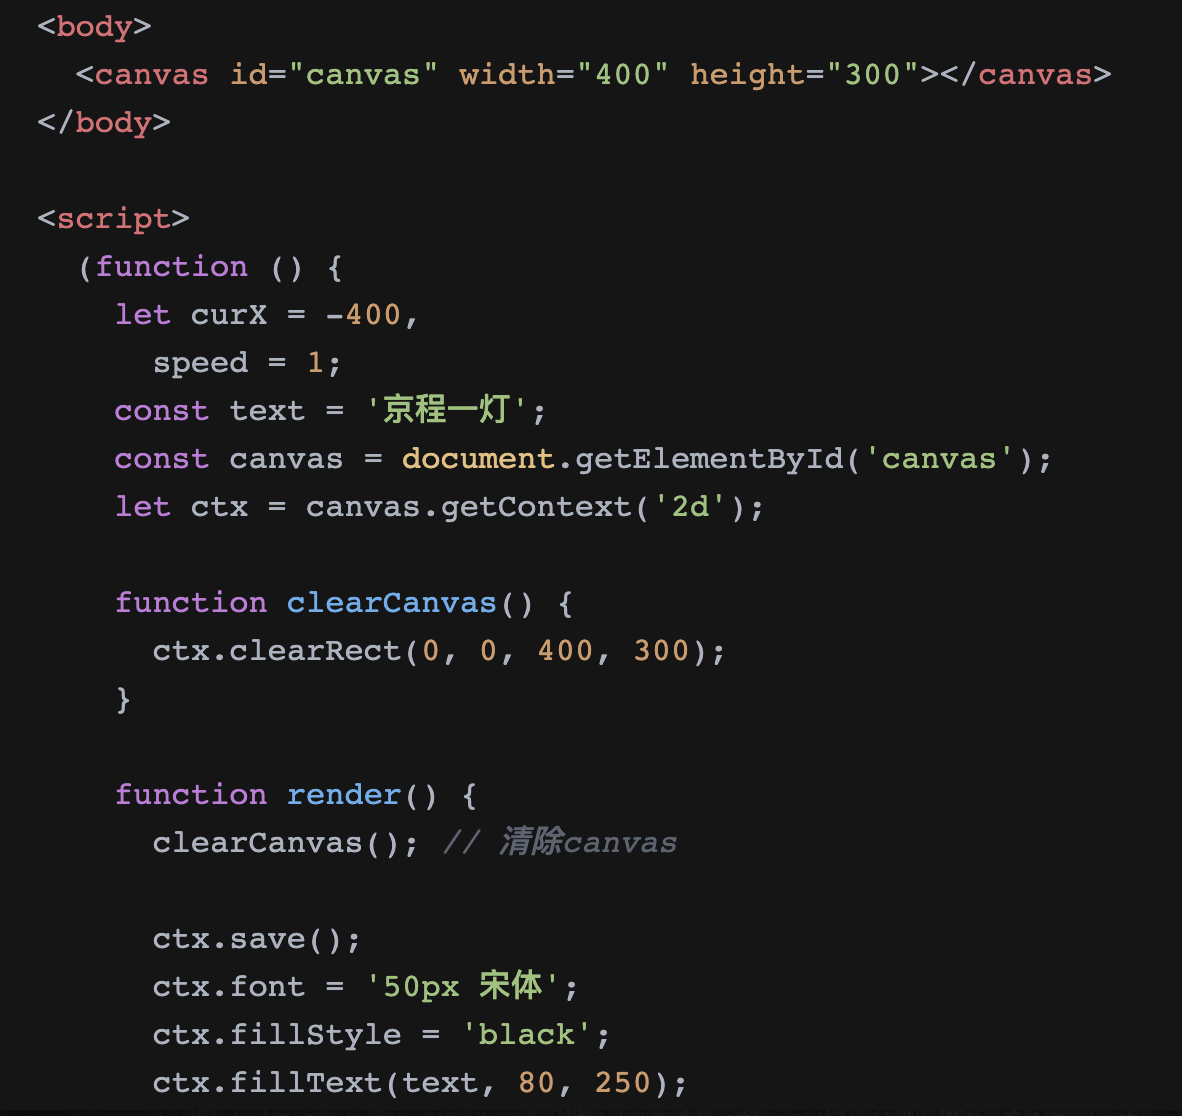 <body>
  <canvas id="canvas" width="400" height="300"></canvas>
</body>
<script>
  (function () {
    let curX = -400,
      speed = 1;
    const text = '京程一灯';
    const canvas = document.getElementById('canvas');
    let ctx = canvas.getContext('2d');
    function clearCanvas() {
      ctx.clearRect(0, 0, 400, 300);
    }
    function render() {
      clearCanvas(); // 清除canvas
      ctx.save();
      ctx.font = '50px 宋体';
      ctx.fillStyle = 'black';
      ctx.fillText(text, 80, 250);